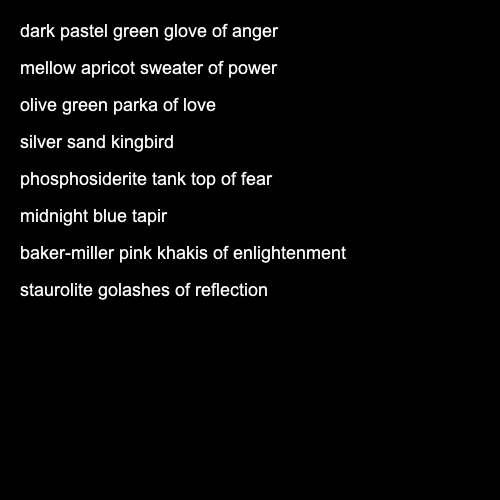 dark pastel green glove of anger
mellow apricot sweater of power
olive green parka of love
silver sand kingbird
phosphosiderite tank top of fear
midnight blue tapir
baker-miller pink khakis of enlightenment
staurolite golashes of reflection